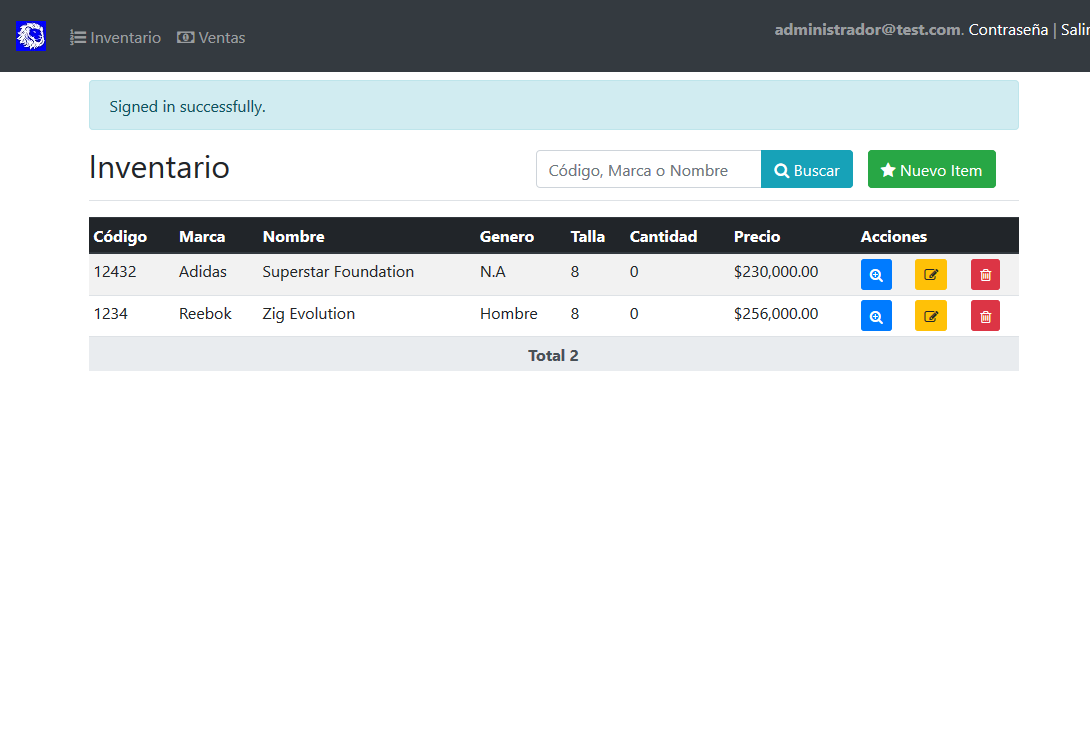 Inventario Ventas administrador@test.com. Contraseña | Salir
Signed in successfully.
Inventario Código, Marca o Nombre Buscar Nuevo Item
Código Marca Nombre Genero Talla Cantidad Precio Acciones
12432 Adidas Superstar Foundation N.A 8 0 $230,000.00
1234 Reebok Zig Evolution Hombre 8 0 $256,000.00
Total 2